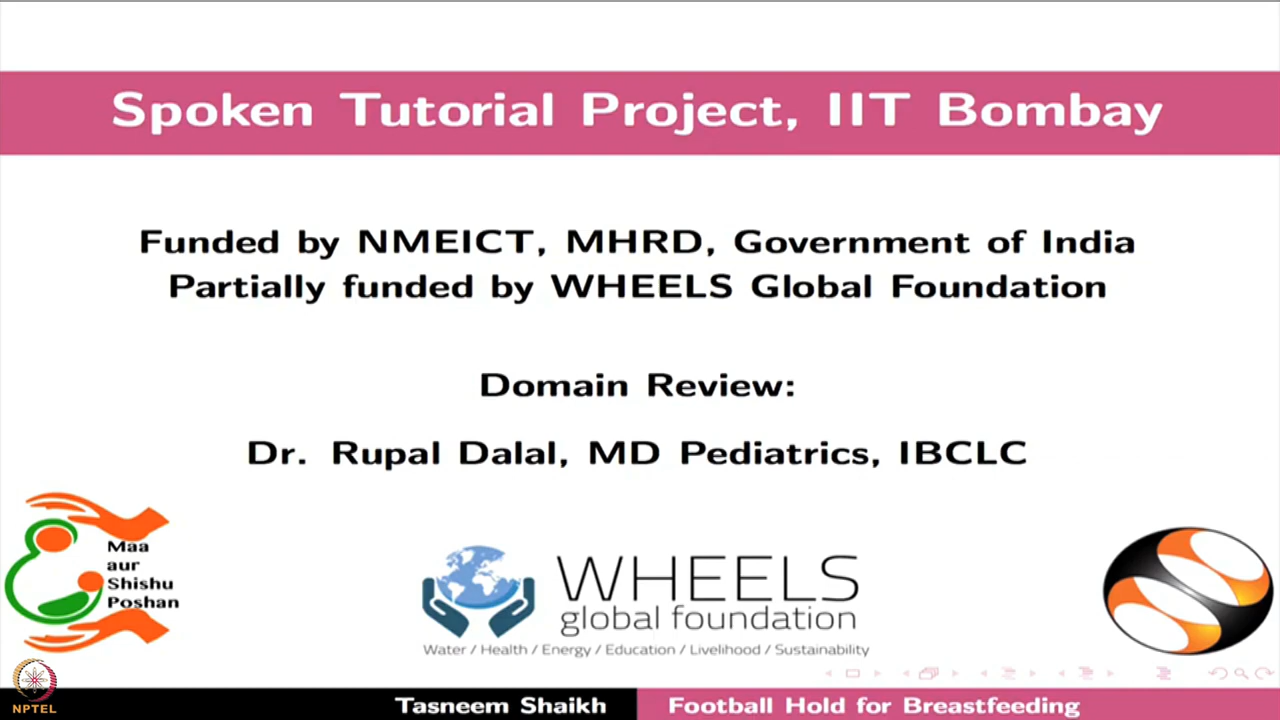 Spoken Tutorial Project, IIT Bombay
Funded by NMEICT, MHRD, Government of India
Partially funded by WHEELS Global Foundation
Domain Review:
Dr. Rupal Dalal, MD Pediatrics, IBCLC
Maa
aur
Shishu
Poshan
WHEELS
global foundation
Water / Health / Energy / Education / Livelihood / Sustainability
NPTEL
Tasneem Shaikh
Football Hold for Breastfeeding